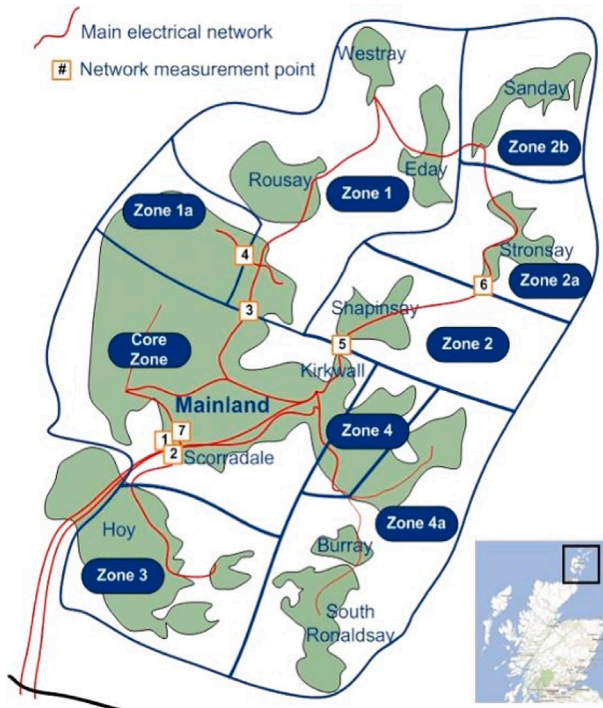 Main electrical network
# Network measurement point
Westray
Sanday
Zone 2b
Eday
Rousay
Zone 1
Zone 1a
4
Stronsay
6
Zone 2a
3
Shapinsay
5
Zone 2
Core
Zone
Kirkwall
Mainland
7
1
2
Zone 4
Scorradale
Zone 4a
Hoy
Burray
Zone 3
South
Ronaldsay